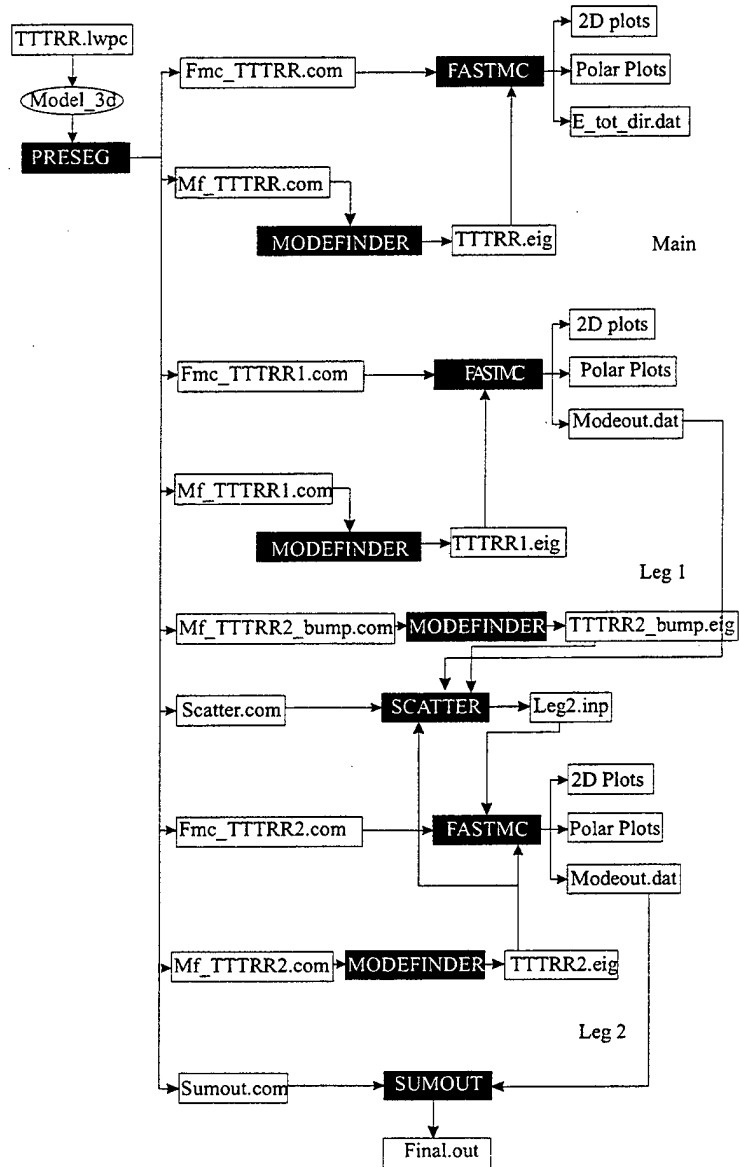 TTTRR.lwpc
Model_3d
PRESEG
Fmc_TTTRR.com
FASTMC
2D plots
Polar Plots
E_tot_dir.dat
Mf_TTTRR.com
MODEFINDER
TTTRR.eig
Main
Fmc_TTTRR1.com
FASTMC
2D plots
Polar Plots
Modeout.dat
Mf_TTTRR1.com
MODEFINDER
TTTRR1.eig
Leg 1
Mf_TTTRR2_bump.com
MODEFINDER
TTTRR2_bump.eig
Scatter.com
SCATTER
Leg2.inp
Fmc_TTTRR2.com
FASTMC
2D Plots
Polar Plots
Modeout.dat
Mf_TTTRR2.com
MODEFINDER
TTTRR2.eig
Leg 2
Sumout.com
SUMOUT
Final.out